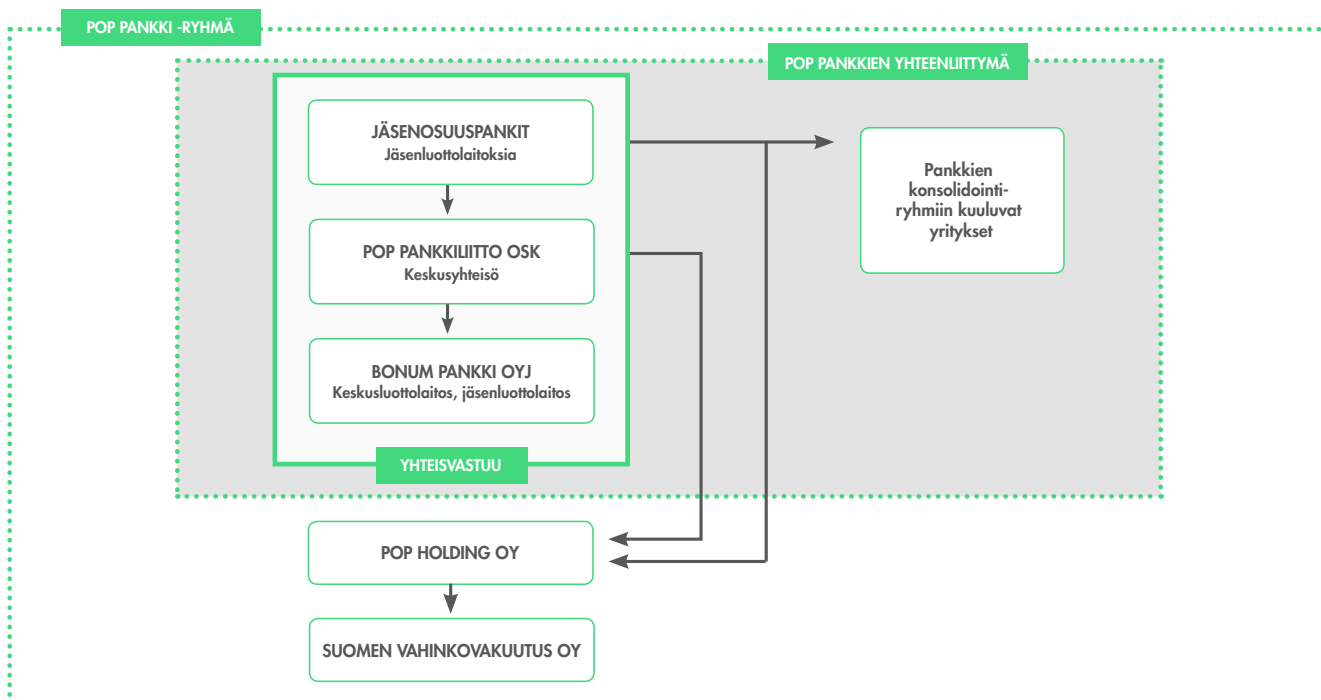 POP PANKKI -RYHMÄ
POP PANKKIEN YHTEENLIITTYMÄ
JÄSENOSUUSPANKIT
Jäsenluottolaitoksia
POP PANKKILIITTO OSK
Keskusyhteisö
BONUM PANKKI OYJ
Keskusluottolaitos, jäsenluottolaitos
YHTEISVASTUU
Pankkien
konsolidointi-
ryhmiin kuuluvat
yritykset
POP HOLDING OY
SUOMEN VAHINKOVAKUUTUS OY